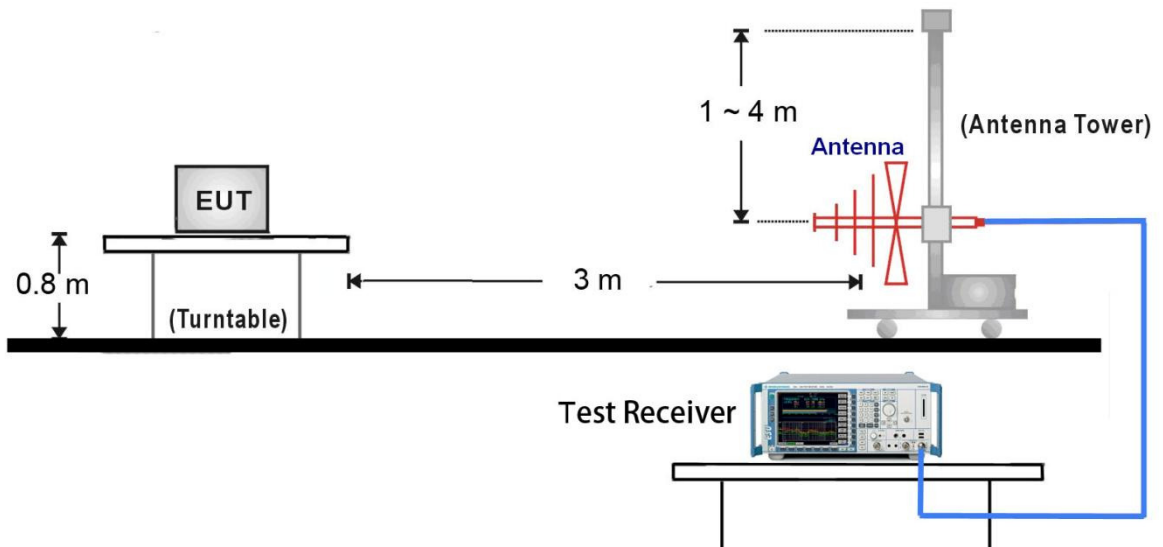 1 ~ 4 m
(Antenna Tower)
Antenna
EUT
0.8 m
3 m
(Turntable)
Test Receiver